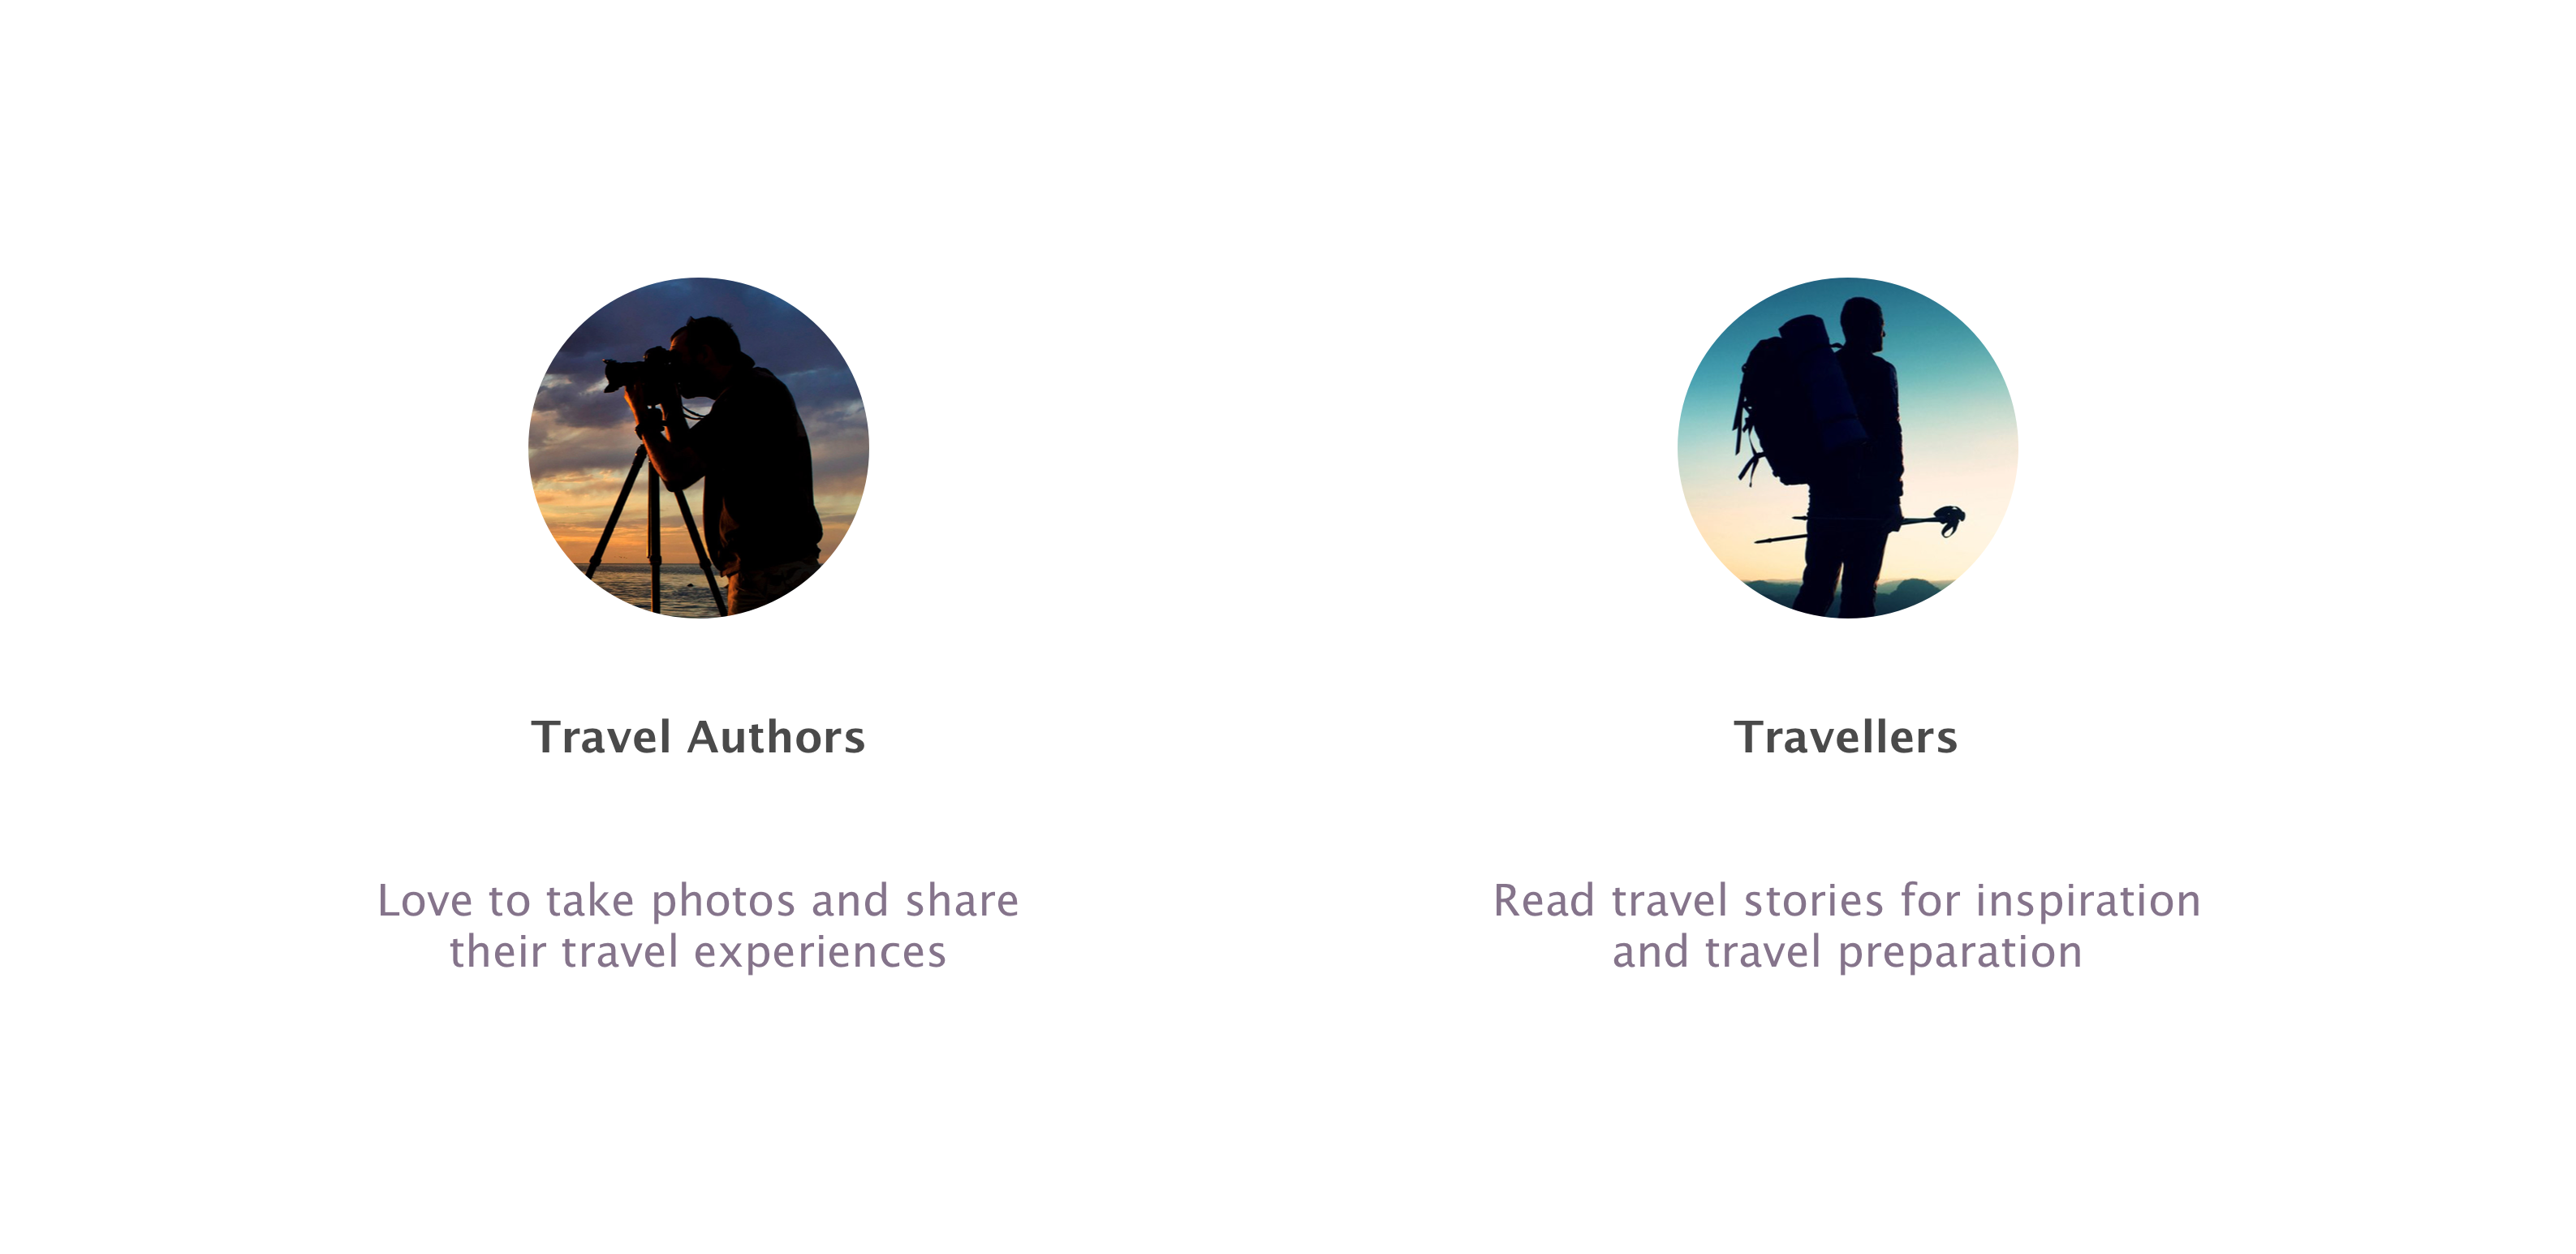 Travel Authors
Love to take photos and share
their travel experiences
Travellers
Read travel stories for inspiration
and travel preparation